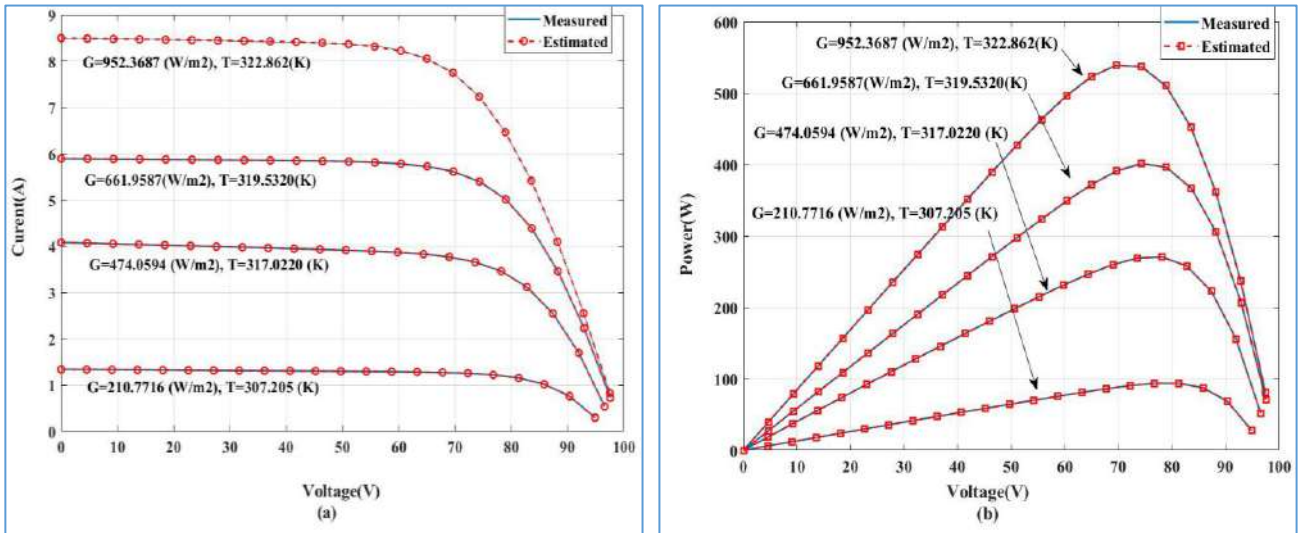 Measured
Estimated
G=952.3687 (W/m2), T=322.862(K)
G=661.9587(W/m2), T=319.5320(K)
G=474.0594 (W/m2), T=317.0220 (K)
G=210.7716 (W/m2), T=307.205 (K)
Curent(A)
9
8
7
6
5
4
3
2
1
0
0 10 20 30 40 50 60 70 80 90 100
Voltage(V)
(a)
Measured
Estimated
G=952.3687 (W/m2), T=322.862(K)
G=661.9587(W/m2), T=319.5320(K)
G=474.0594 (W/m2), T=317.0220 (K)
G=210.7716 (W/m2), T=307.205 (K)
Power(W)
600
500
400
300
200
100
0
0 10 20 30 40 50 60 70 80 90 100
Voltage(V)
(b)